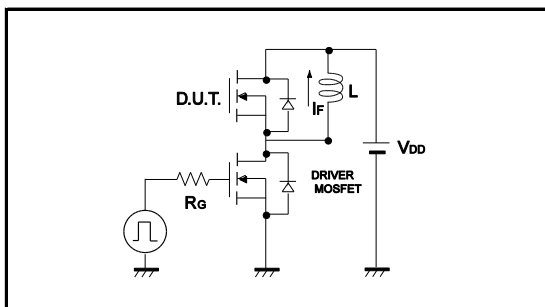 D.U.T.
IF
L
VDD
DRIVER
MOSFET
RG